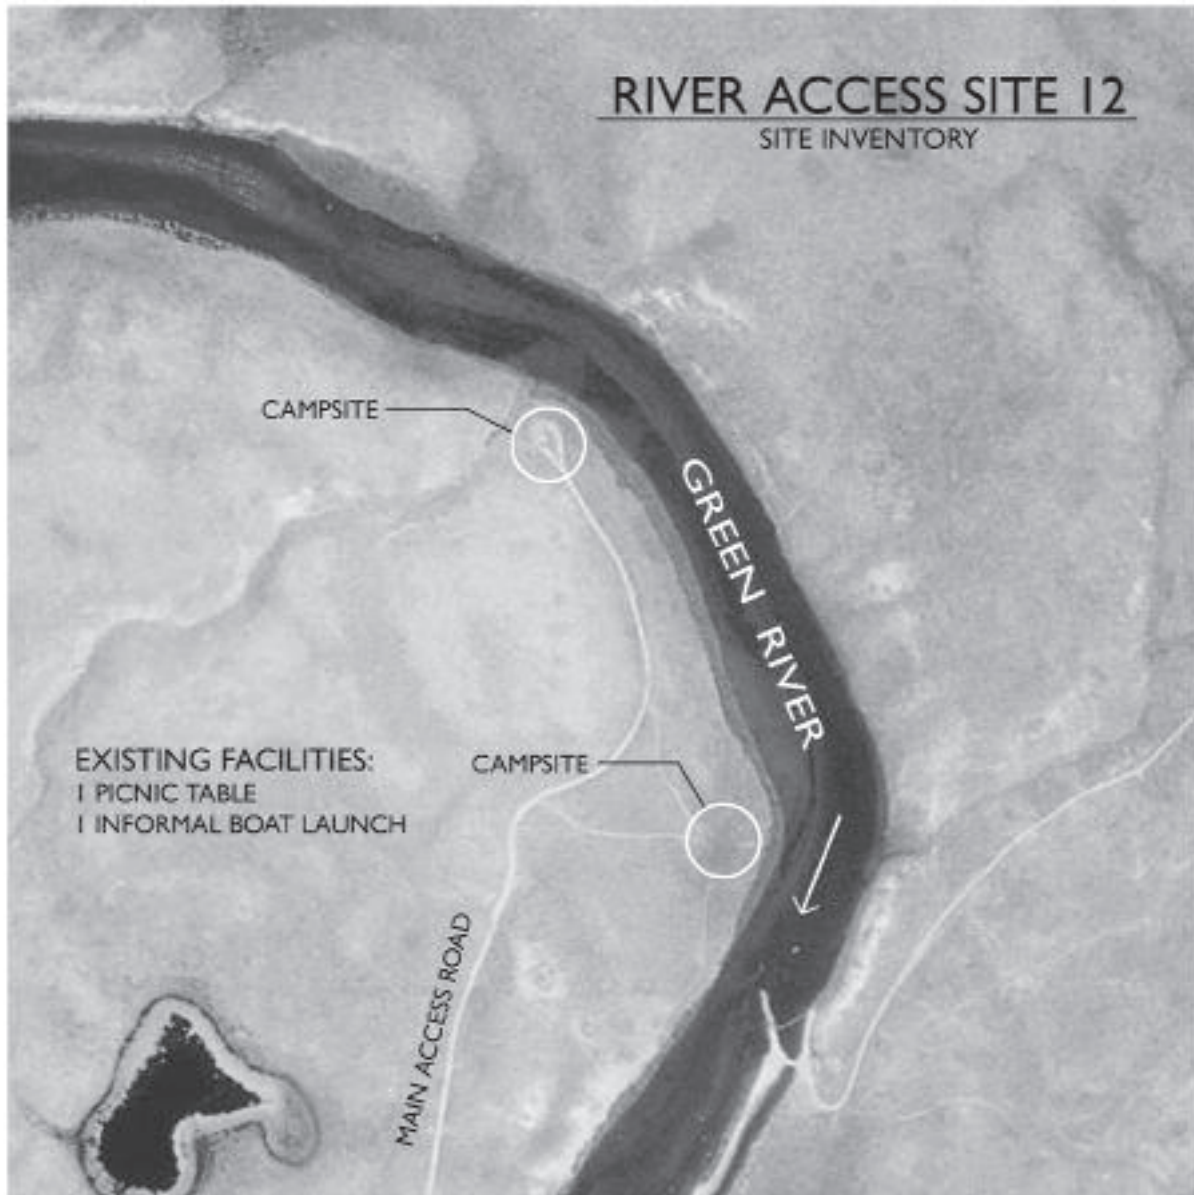 RIVER ACCESS SITE 12
SITE INVENTORY
CAMPSITE
GREEN RIVER
CAMPSITE
EXISTING FACILITIES:
1 PICNIC TABLE
1 INFORMAL BOAT LAUNCH
MAIN ACCESS ROAD